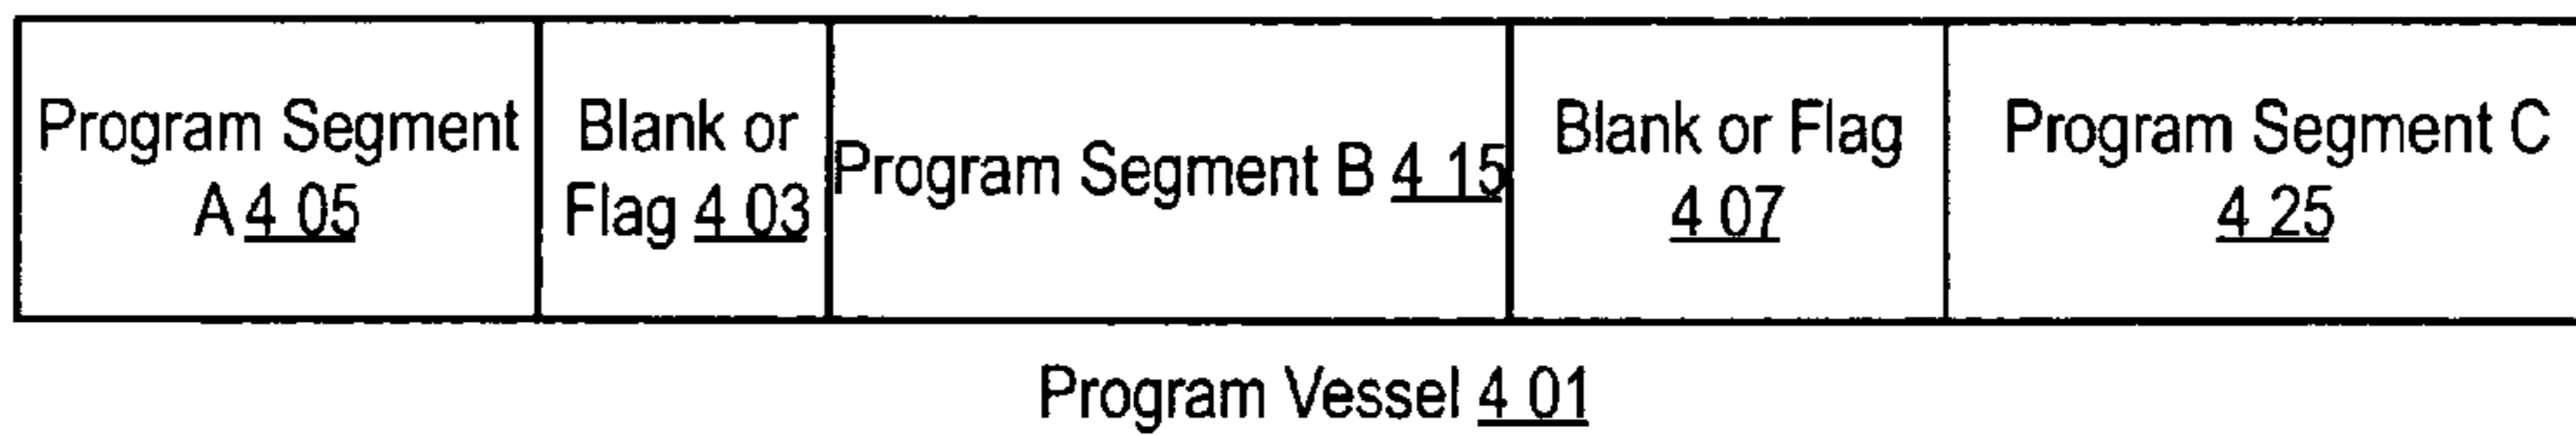 Program Segment
A 4 05
Blank or
Flag 4 03
Program Segment B 4 15
Blank or Flag
4 07
Program Segment C
4 25
Program Vessel 4 01